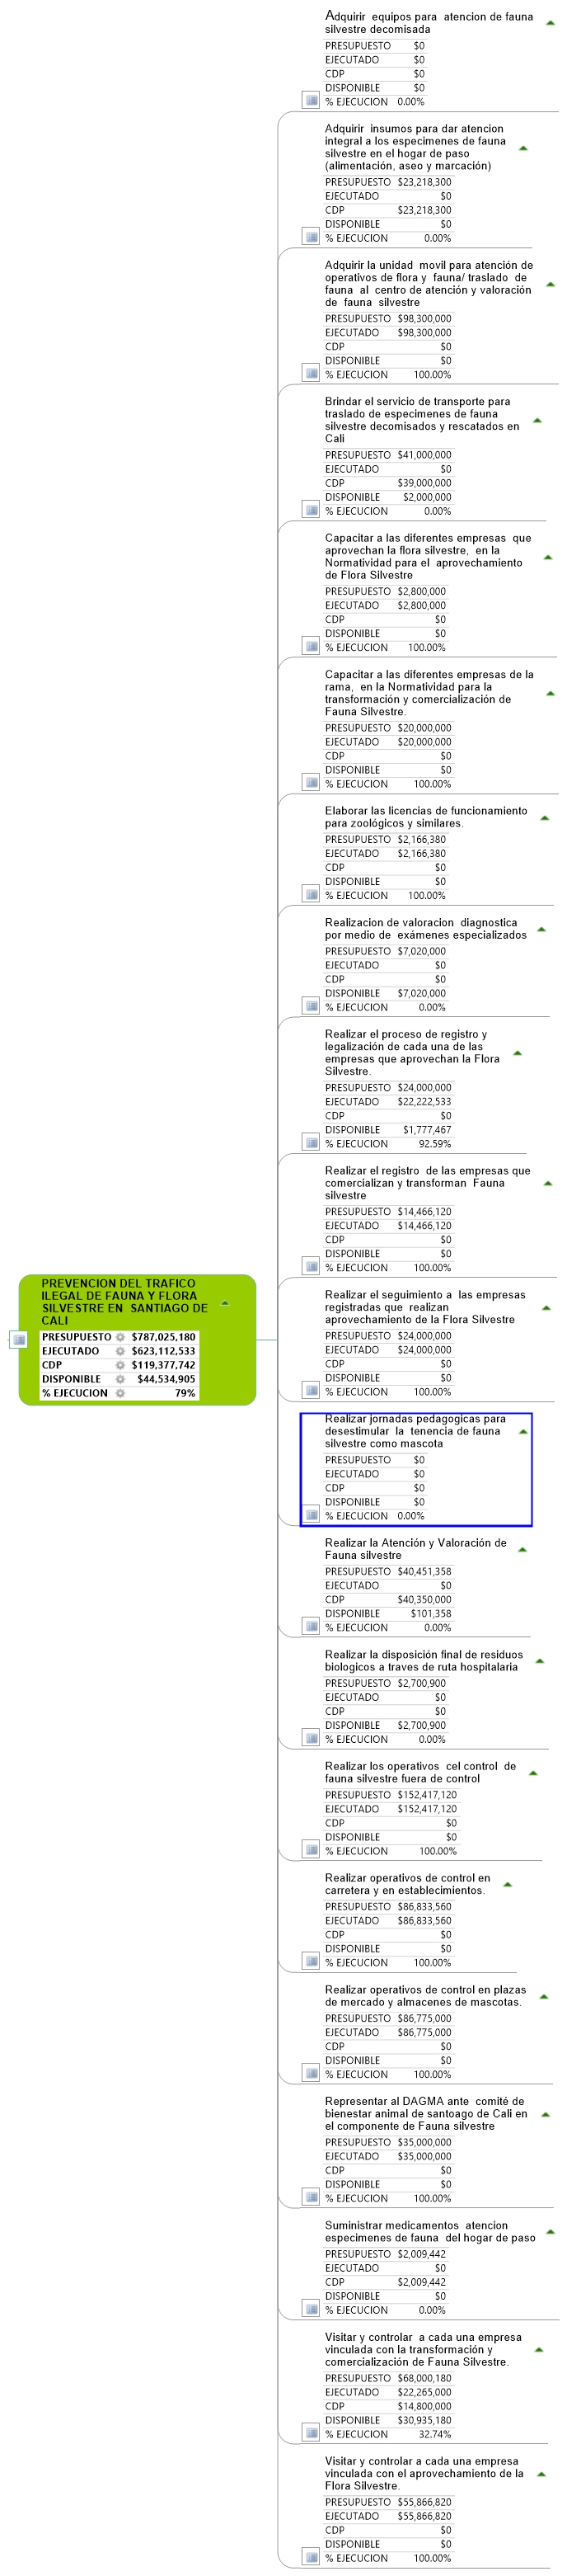 Adquirir equipos para atencion de fauna
silvestre decomisada
PRESUPUESTO $0
EJECUTADO $0
CDP $0
DISPONIBLE $0
% EJECUCION 0.00%
Adquirir insumos para dar atencion
integral a los especimenes de fauna
silvestre en el hogar de paso
(alimentación, aseo y marcación)
PRESUPUESTO $23,218,300
EJECUTADO $0
CDP $23,218,300
DISPONIBLE $0
% EJECUCION 0.00%
Adquirir la unidad movil para atención de
operativos de flora y fauna/ traslado de
fauna al centro de atención y valoración
de fauna silvestre
PRESUPUESTO $98,300,000
EJECUTADO $98,300,000
CDP $0
DISPONIBLE $0
% EJECUCION 100.00%
Brindar el servicio de transporte para
traslado de especimenes de fauna
silvestre decomisados y rescatados en
Cali
PRESUPUESTO $41,000,000
EJECUTADO $0
CDP $39,000,000
DISPONIBLE $2,000,000
% EJECUCION 0.00%
Capacitar a las diferentes empresas que
aprovechan la flora silvestre, en la
Normatividad para el aprovechamiento
de Flora Silvestre
PRESUPUESTO $2,800,000
EJECUTADO $2,800,000
CDP $0
DISPONIBLE $0
% EJECUCION 100.00%
Capacitar a las diferentes empresas de la
rama, en la Normatividad para la
transformación y comercialización de
Fauna Silvestre.
PRESUPUESTO $20,000,000
EJECUTADO $20,000,000
CDP $0
DISPONIBLE $0
% EJECUCION 100.00%
Elaborar las licencias de funcionamiento
para zoológicos y similares.
PRESUPUESTO $2,166,380
EJECUTADO $2,166,380
CDP $0
DISPONIBLE $0
% EJECUCION 100.00%
Realizacion de valoracion diagnostica
por medio de exámenes especializados
PRESUPUESTO $7,020,000
EJECUTADO $0
CDP $0
DISPONIBLE $7,020,000
% EJECUCION 0.00%
Realizar el proceso de registro y
legalización de cada una de las
empresas que aprovechan la Flora
Silvestre.
PRESUPUESTO $24,000,000
EJECUTADO $22,222,533
CDP $0
DISPONIBLE $1,777,467
% EJECUCION 92.59%
Realizar el registro de las empresas que
comercializan y transforman Fauna
silvestre
PRESUPUESTO $14,466,120
EJECUTADO $14,466,120
CDP $0
DISPONIBLE $0
% EJECUCION 100.00%
PREVENCION DEL TRAFICO
ILEGAL DE FAUNA Y FLORA
SILVESTRE EN SANTIAGO DE
CALI
PRESUPUESTO $787,025,180
EJECUTADO $623,112,533
CDP $119,377,742
DISPONIBLE $44,534,905
% EJECUCION 79%
Realizar el seguimiento a las empresas
registradas que realizan
aprovechamiento de la Flora Silvestre
PRESUPUESTO $24,000,000
EJECUTADO $24,000,000
CDP $0
DISPONIBLE $0
% EJECUCION 100.00%
Realizar jornadas pedagogicas para
desestimular la tenencia de fauna
silvestre como mascota
PRESUPUESTO $0
EJECUTADO $0
CDP $0
DISPONIBLE $0
% EJECUCION 0.00%
Realizar la Atención y Valoración de
Fauna silvestre
PRESUPUESTO $40,451,358
EJECUTADO $0
CDP $40,350,000
DISPONIBLE $101,358
% EJECUCION 0.00%
Realizar la disposición final de residuos
biologicos a traves de ruta hospitalaria
PRESUPUESTO $2,700,900
EJECUTADO $0
CDP $0
DISPONIBLE $2,700,900
% EJECUCION 0.00%
Realizar los operativos cel control de
fauna silvestre fuera de control
PRESUPUESTO $152,417,120
EJECUTADO $152,417,120
CDP $0
DISPONIBLE $0
% EJECUCION 100.00%
Realizar operativos de control en
carretera y en establecimientos.
PRESUPUESTO $86,833,560
EJECUTADO $86,833,560
CDP $0
DISPONIBLE $0
% EJECUCION 100.00%
Realizar operativos de control en plazas
de mercado y almacenes de mascotas.
PRESUPUESTO $86,775,000
EJECUTADO $86,775,000
CDP $0
DISPONIBLE $0
% EJECUCION 100.00%
Representar al DAGMA ante comité de
bienestar animal de santoago de Cali en
el componente de Fauna silvestre
PRESUPUESTO $35,000,000
EJECUTADO $35,000,000
CDP $0
DISPONIBLE $0
% EJECUCION 100.00%
Suministrar medicamentos atencion
especimenes de fauna del hogar de paso
PRESUPUESTO $2,009,442
EJECUTADO $0
CDP $2,009,442
DISPONIBLE $0
% EJECUCION 0.00%
Visitar y controlar a cada una empresa
vinculada con la transformación y
comercialización de Fauna Silvestre.
PRESUPUESTO $68,000,180
EJECUTADO $22,265,000
CDP $14,800,000
DISPONIBLE $30,935,180
% EJECUCION 32.74%
Visitar y controlar a cada una empresa
vinculada con el aprovechamiento de la
Flora Silvestre.
PRESUPUESTO $55,866,820
EJECUTADO $55,866,820
CDP $0
DISPONIBLE $0
% EJECUCION 100.00%